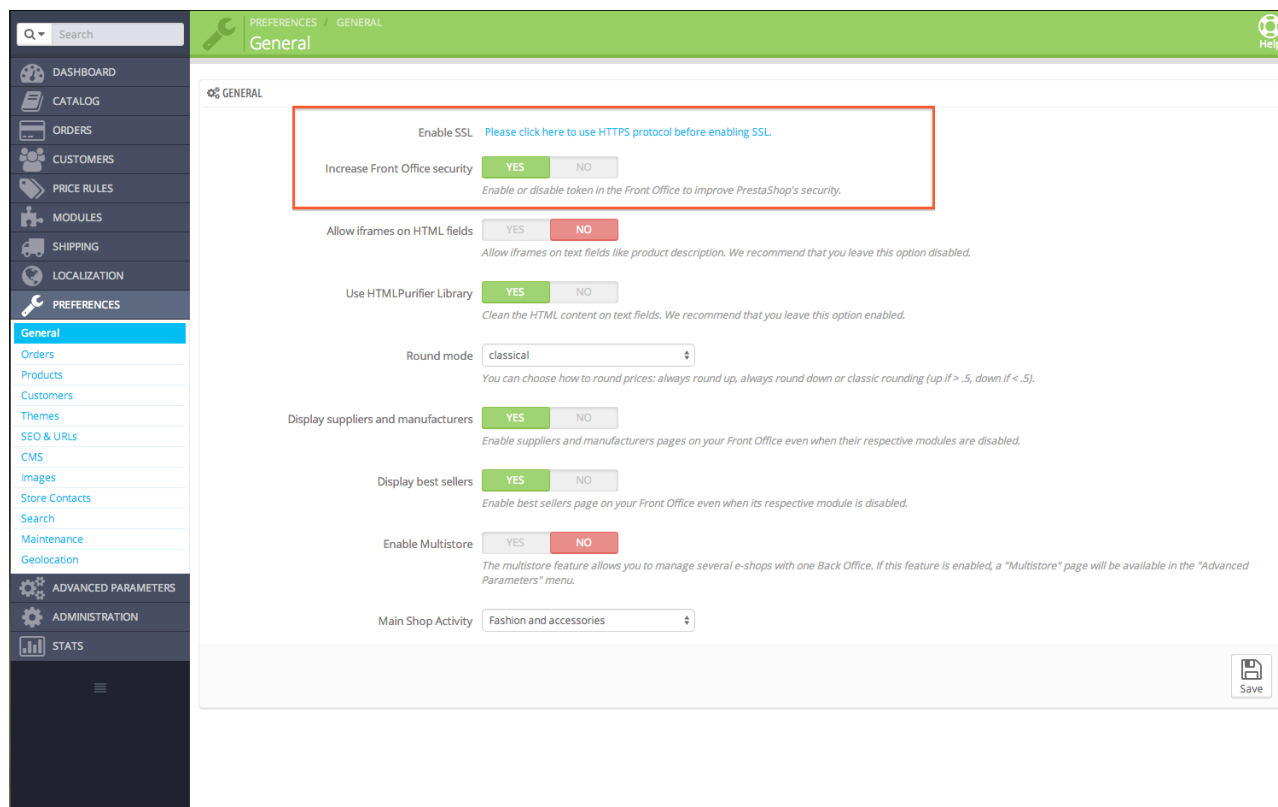 Search
PREFERENCES / GENERAL
General
Help
DASHBOARD
CATALOG
ORDERS
CUSTOMERS
PRICE RULES
MODULES
SHIPPING
LOCALIZATION
PREFERENCES
General
Orders
Products
Customers
Themes
SEO & URLs
CMS
Images
Store Contacts
Search
Maintenance
Geolocation
ADVANCED PARAMETERS
ADMINISTRATION
STATS
GENERAL
Enable SSL Please click here to use HTTPS protocol before enabling SSL.
Increase Front Office security YES NO
Enable or disable token in the Front Office to improve PrestaShop's security.
Allow iframes on HTML fields YES NO
Allow iframes on text fields like product description. We recommend that you leave this option disabled.
Use HTMLPurifier Library YES NO
Clean the HTML content on text fields. We recommend that you leave this option enabled.
Round mode classical
You can choose how to round prices: always round up, always round down or classic rounding (up if > .5, down if < .5).
Display suppliers and manufacturers YES NO
Enable suppliers and manufacturers pages on your Front Office even when their respective modules are disabled.
Display best sellers YES NO
Enable best sellers page on your Front Office even when its respective module is disabled.
Enable Multistore YES NO
The multistore feature allows you to manage several e-shops with one Back Office. If this feature is enabled, a "Multistore" page will be available in the "Advanced
Parameters" menu.
Main Shop Activity Fashion and accessories
Save